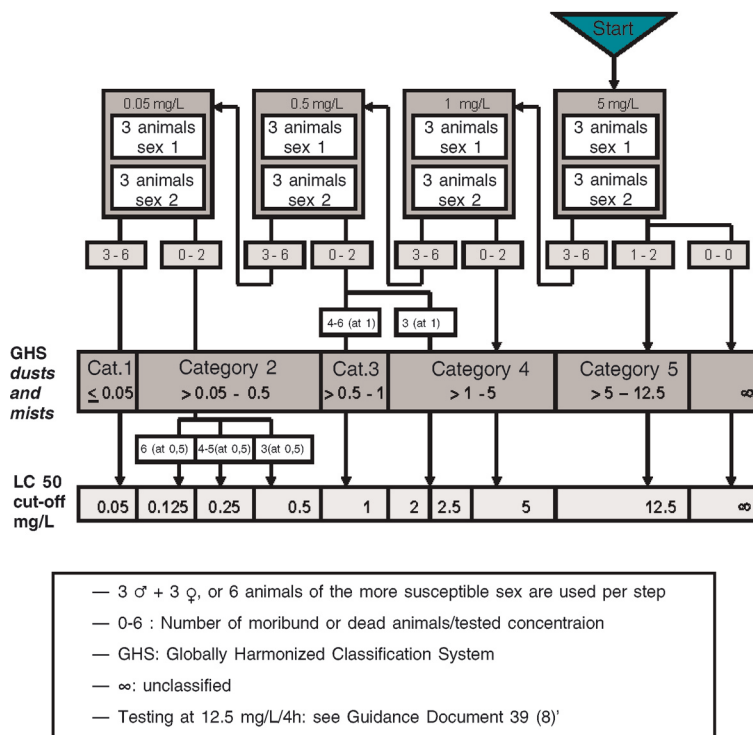 Start
0.05 mg/L
0.5 mg/L
1 mg/L
5 mg/L
3 animals
sex 1
3 animals
sex 1
3 animals
sex 1
3 animals
sex 1
3 animals
sex 2
3 animals
sex 2
3 animals
sex 2
3 animals
sex 2
3 - 6
0 - 2
3 - 6
0 - 2
3 - 6
0 - 2
3 - 6
1 - 2
0 - 0
4-6 (at 1)
3 (at 1)
GHS
dusts
and
mists
Cat.1
≤ 0.05
Category 2
> 0.05 - 0.5
Cat.3
> 0.5 - 1
Category 4
> 1 - 5
Category 5
> 5 – 12.5
∞
6 (at 0,5)
4-5(at 0,5)
3(at 0,5)
LC 50
cut-off
mg/L
0.05
0.125
0.25
0.5
1
2
2.5
5
12.5
∞
— 3 ♂ + 3 ♀, or 6 animals of the more susceptible sex are used per step
— 0-6 : Number of moribund or dead animals/tested concentraion
— GHS: Globally Harmonized Classification System
— ∞: unclassified
— Testing at 12.5 mg/L/4h: see Guidance Document 39 (8)’